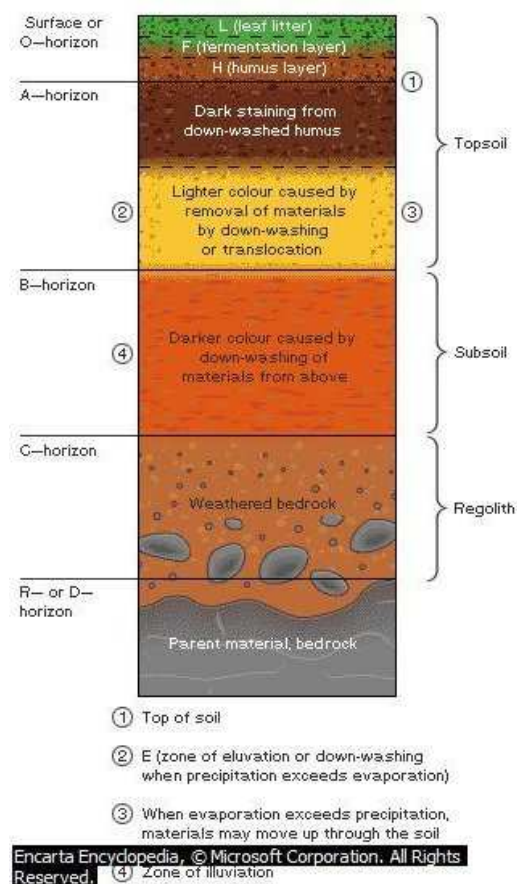 Surface or
O—horizon
L (leaf litter)
F (fermentation layer)
H (humus layer)
①
A—horizon
Dark staining from
down-washed humus
Topsoil
②
Lighter colour caused by
removal of materials
by down-washing
or translocation
③
B—horizon
④
Darker colour caused by
down-washing of
materials from above
Subsoil
C—horizon
Weathered bedrock
Regolith
R— or D—
horizon
Parent material, bedrock
① Top of soil
② E (zone of eluvation or down-washing
when precipitation exceeds evaporation)
③ When evaporation exceeds precipitation,
materials may move up through the soil
④ Zone of illuviation
Encarta Encyclopedia, © Microsoft Corporation. All Rights
Reserved.